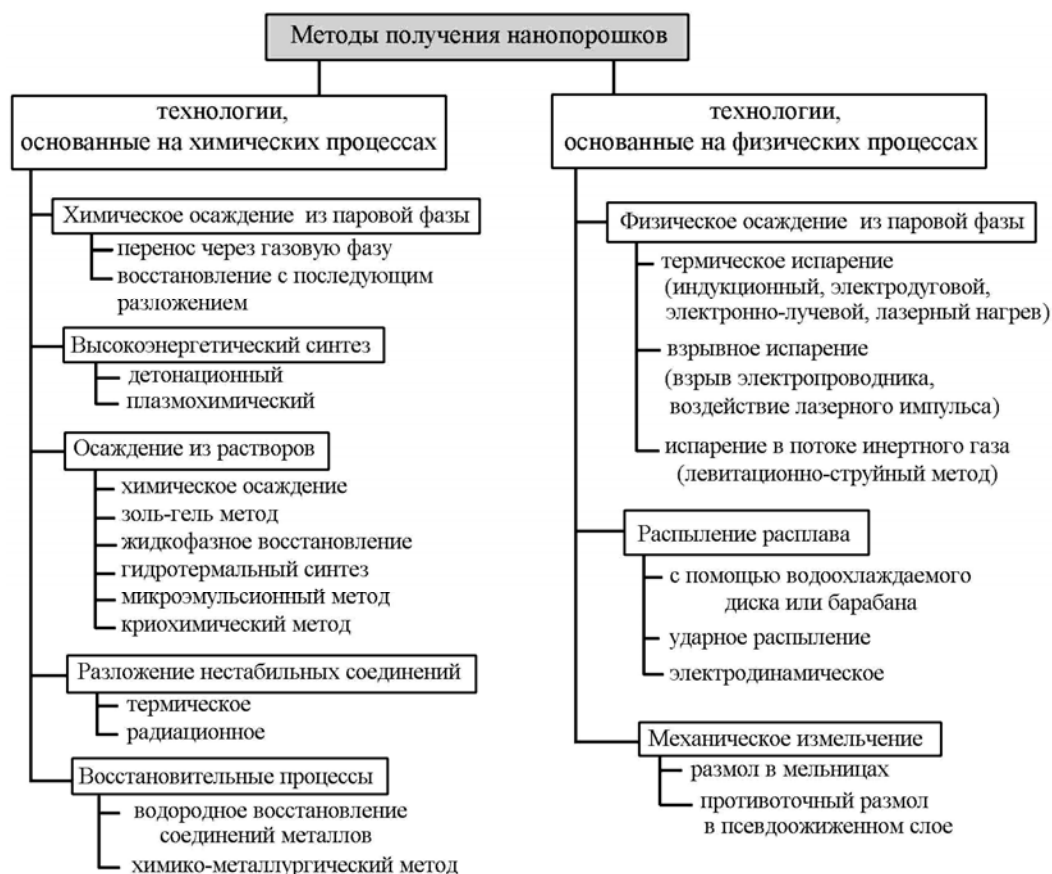 Методы получения нанопорошков
технологии,
основанные на химических процессах
Химическое осаждение из паровой фазы
перенос через газовую фазу
восстановление с последующим
разложением
Высокоэнергетический синтез
детонационный
плазмохимический
Осаждение из растворов
химическое осаждение
золь-гель метод
жидкофазное восстановление
гидротермальный синтез
микроэмульсионный метод
криохимический метод
Разложение нестабильных соединений
термическое
радиационное
Восстановительные процессы
водородное восстановление
соединений металлов
химико-металлургический метод
технологии,
основанные на физических процессах
Физическое осаждение из паровой фазы
термическое испарение
(индукционный, электродуговой,
электронно-лучевой, лазерный нагрев)
взрывное испарение
(взрыв электропроводника,
воздействие лазерного импульса)
испарение в потоке инертного газа
(левитационно-струйный метод)
Распыление расплава
с помощью водоохлаждаемого
диска или барабана
ударное распыление
электродинамическое
Механическое измельчение
размол в мельницах
противоточный размол
в псевдоожиженном слое